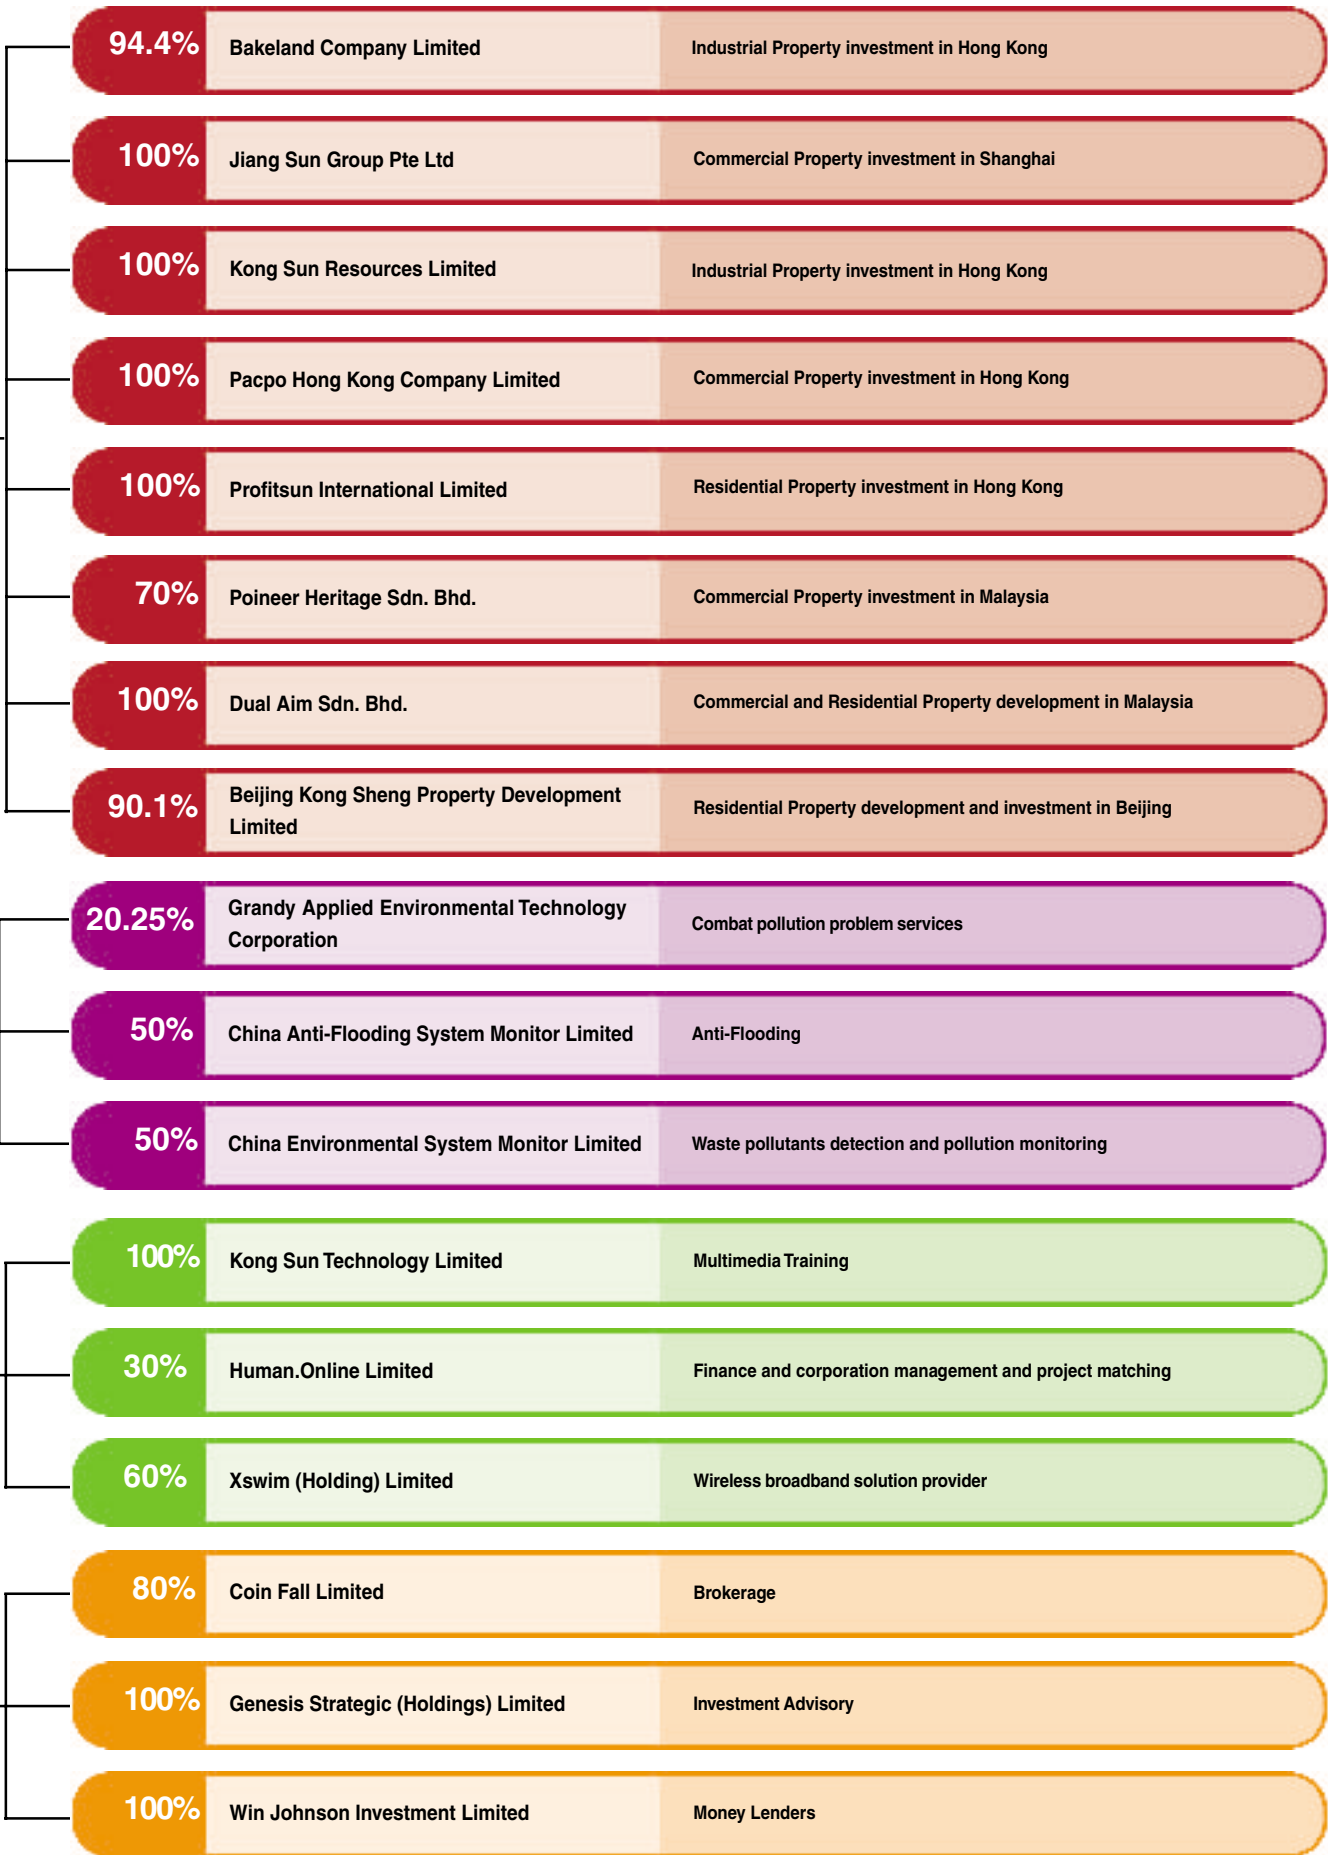 94.4% Bakeland Company Limited Industrial Property investment in Hong Kong
100% Jiang Sun Group Pte Ltd Commercial Property investment in Shanghai
100% Kong Sun Resources Limited Industrial Property investment in Hong Kong
100% Pacpo Hong Kong Company Limited Commercial Property investment in Hong Kong
100% Profitsun International Limited Residential Property investment in Hong Kong
70% Poineer Heritage Sdn. Bhd. Commercial Property investment in Malaysia
100% Dual Aim Sdn. Bhd. Commercial and Residential Property development in Malaysia
90.1% Beijing Kong Sheng Property Development
Limited
Residential Property development and investment in Beijing
20.25% Grandy Applied Environmental Technology
Corporation
Combat pollution problem services
50% China Anti-Flooding System Monitor Limited Anti-Flooding
50% China Environmental System Monitor Limited Waste pollutants detection and pollution monitoring
100% Kong Sun Technology Limited Multimedia Training
30% Human.Online Limited Finance and corporation management and project matching
60% Xswim (Holding) Limited Wireless broadband solution provider
80% Coin Fall Limited Brokerage
100% Genesis Strategic (Holdings) Limited Investment Advisory
100% Win Johnson Investment Limited Money Lenders